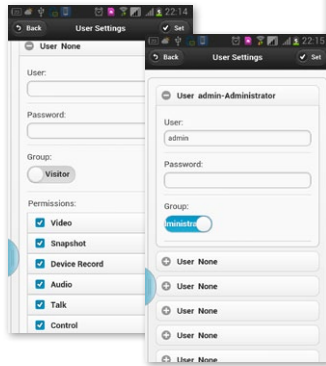 22:14
Back User Settings Set
User None
User:
Password:
Group:
Visitor
Permissions:
Video
Snapshot
Device Record
Audio
Talk
Control
22:15
Back User Settings Set
User admin-Administrator
User:
admin
Password:
Group:
ministra
User None
User None
User None
User None
User None